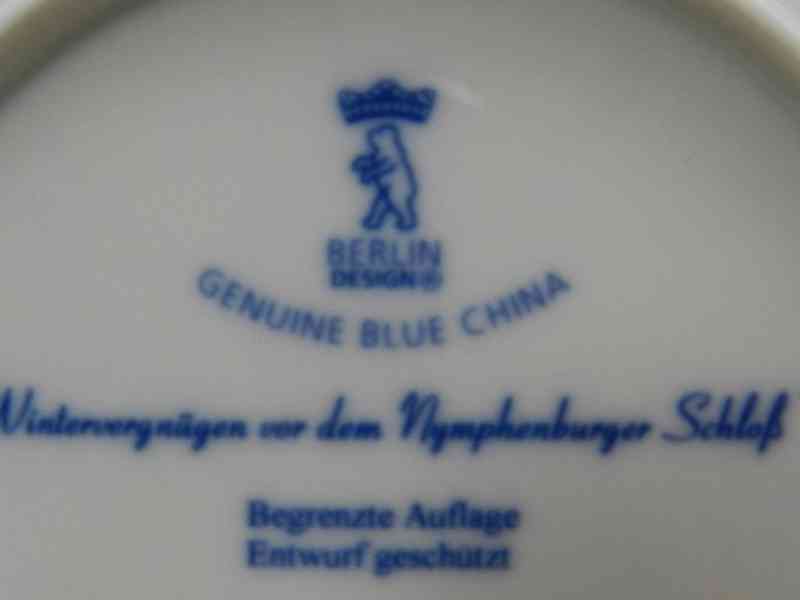 BERLIN
DESIGN®
GENUINE BLUE CHINA
Wintervergnügen vor dem Nymphenburger Schloß
Begrenzte Auflage
Entwurf geschützt